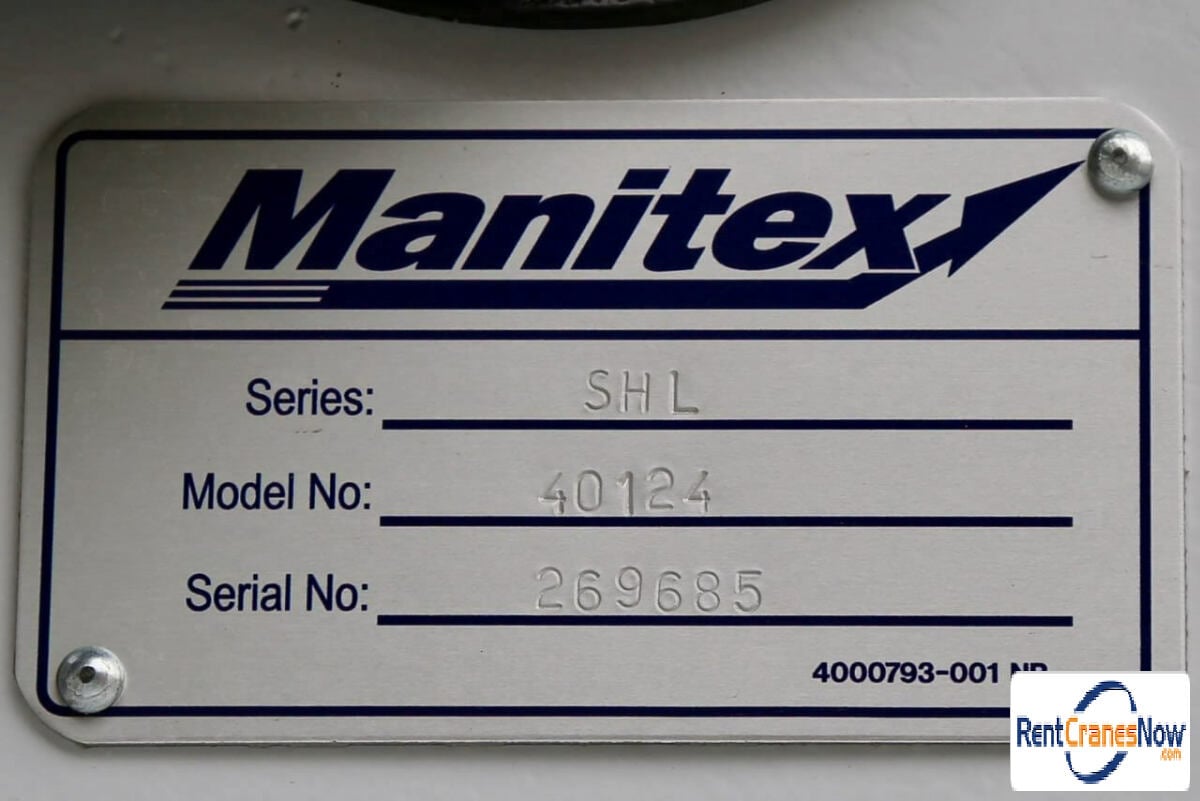 Manitex
Series: SHL
Model No: 40124
Serial No: 269685
4000793-001
RentCranesNow
.com